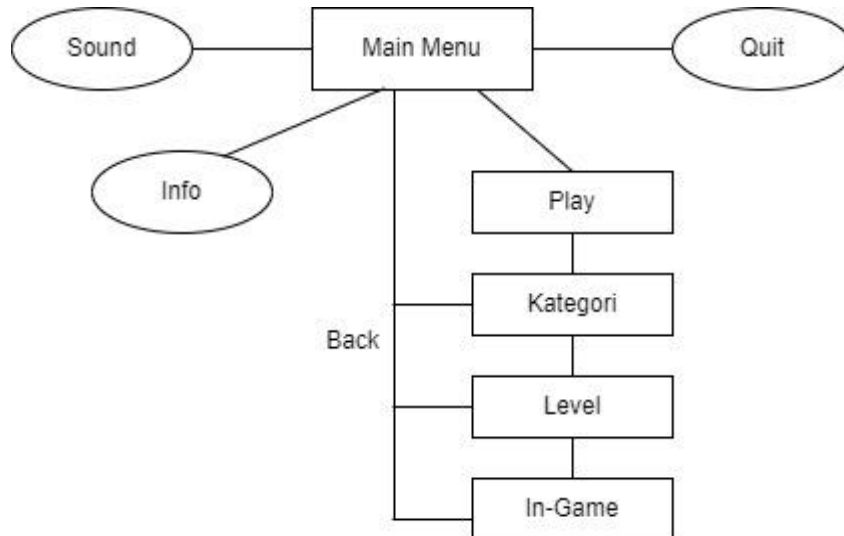 Sound
Main Menu
Quit
Info
Play
Kategori
Back
Level
In-Game